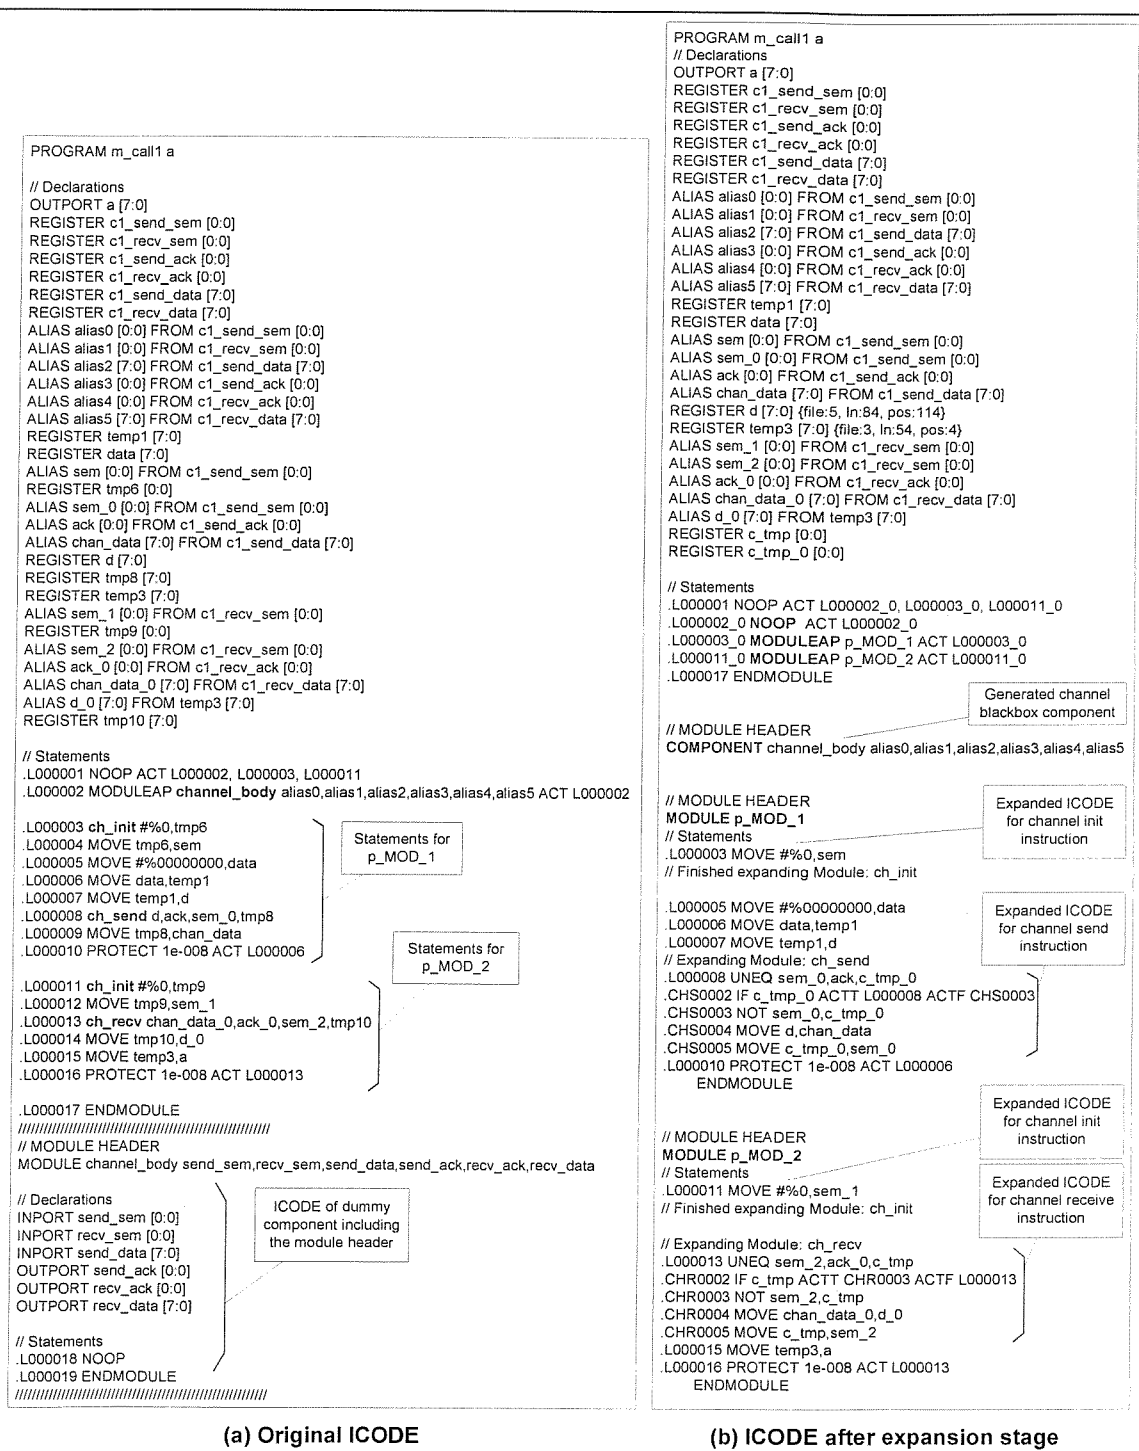 PROGRAM m_call1 a
// Declarations
OUTPORT a [7:0]
REGISTER c1_send_sem [0:0]
REGISTER c1_recv_sem [0:0]
REGISTER c1_send_ack [0:0]
REGISTER c1_recv_ack [0:0]
REGISTER c1_send_data [7:0]
REGISTER c1_recv_data [7:0]
ALIAS alias0 [0:0] FROM c1_send_sem [0:0]
ALIAS alias1 [0:0] FROM c1_recv_sem [0:0]
ALIAS alias2 [7:0] FROM c1_send_data [7:0]
ALIAS alias3 [0:0] FROM c1_send_ack [0:0]
ALIAS alias4 [0:0] FROM c1_recv_ack [0:0]
ALIAS alias5 [7:0] FROM c1_recv_data [7:0]
REGISTER temp1 [7:0]
REGISTER data [7:0]
ALIAS sem [0:0] FROM c1_send_sem [0:0]
REGISTER tmp6 [0:0]
ALIAS sem_0 [0:0] FROM c1_send_sem [0:0]
ALIAS ack [0:0] FROM c1_send_ack [0:0]
ALIAS chan_data [7:0] FROM c1_send_data [7:0]
REGISTER d [7:0]
REGISTER tmp8 [7:0]
REGISTER temp3 [7:0]
ALIAS sem_1 [0:0] FROM c1_recv_sem [0:0]
REGISTER tmp9 [0:0]
ALIAS sem_2 [0:0] FROM c1_recv_sem [0:0]
ALIAS ack_0 [0:0] FROM c1_recv_ack [0:0]
ALIAS chan_data_0 [7:0] FROM c1_recv_data [7:0]
ALIAS d_0 [7:0] FROM temp3 [7:0]
REGISTER tmp10 [7:0]
// Statements
.L000001 NOOP ACT L000002, L000003, L000011
.L000002 MODULEAP channel_body alias0,alias1,alias2,alias3,alias4,alias5 ACT L000002
.L000003 ch_init #%0,tmp6
.L000004 MOVE tmp6,sem
.L000005 MOVE #%00000000,data
.L000006 MOVE data,temp1
.L000007 MOVE temp1,d
.L000008 ch_send d,ack,sem_0,tmp8
.L000009 MOVE tmp8,chan_data
.L000010 PROTECT 1e-008 ACT L000006
Statements for
p_MOD_1
.L000011 ch_init #%0,tmp9
.L000012 MOVE tmp9,sem_1
.L000013 ch_recv chan_data_0,ack_0,sem_2,tmp10
.L000014 MOVE tmp10,d_0
.L000015 MOVE temp3,a
.L000016 PROTECT 1e-008 ACT L000013
Statements for
p_MOD_2
.L000017 ENDMODULE
////////////////////////////////////////////////////////////
// MODULE HEADER
MODULE channel_body send_sem,recv_sem,send_data,send_ack,recv_ack,recv_data
// Declarations
INPORT send_sem [0:0]
INPORT recv_sem [0:0]
INPORT send_data [7:0]
OUTPORT send_ack [0:0]
OUTPORT recv_ack [0:0]
OUTPORT recv_data [7:0]
// Statements
.L000018 NOOP
.L000019 ENDMODULE
////////////////////////////////////////////////////////////
ICODE of dummy
component including
the module header
(a) Original ICODE
PROGRAM m_call1 a
// Declarations
OUTPORT a [7:0]
REGISTER c1_send_sem [0:0]
REGISTER c1_recv_sem [0:0]
REGISTER c1_send_ack [0:0]
REGISTER c1_recv_ack [0:0]
REGISTER c1_send_data [7:0]
REGISTER c1_recv_data [7:0]
ALIAS alias0 [0:0] FROM c1_send_sem [0:0]
ALIAS alias1 [0:0] FROM c1_recv_sem [0:0]
ALIAS alias2 [7:0] FROM c1_send_data [7:0]
ALIAS alias3 [0:0] FROM c1_send_ack [0:0]
ALIAS alias4 [0:0] FROM c1_recv_ack [0:0]
ALIAS alias5 [7:0] FROM c1_recv_data [7:0]
REGISTER temp1 [7:0]
REGISTER data [7:0]
ALIAS sem [0:0] FROM c1_send_sem [0:0]
ALIAS sem_0 [0:0] FROM c1_send_sem [0:0]
ALIAS ack [0:0] FROM c1_send_ack [0:0]
ALIAS chan_data [7:0] FROM c1_send_data [7:0]
REGISTER d [7:0] {file:5, ln:84, pos:114}
REGISTER temp3 [7:0] {file:3, ln:54, pos:4}
ALIAS sem_1 [0:0] FROM c1_recv_sem [0:0]
ALIAS sem_2 [0:0] FROM c1_recv_sem [0:0]
ALIAS ack_0 [0:0] FROM c1_recv_ack [0:0]
ALIAS chan_data_0 [7:0] FROM c1_recv_data [7:0]
ALIAS d_0 [7:0] FROM temp3 [7:0]
REGISTER c_tmp [0:0]
REGISTER c_tmp_0 [0:0]
// Statements
.L000001 NOOP ACT L000002_0, L000003_0, L000011_0
.L000002_0 NOOP ACT L000002_0
.L000003_0 MODULEAP p_MOD_1 ACT L000003_0
.L000011_0 MODULEAP p_MOD_2 ACT L000011_0
.L000017 ENDMODULE
Generated channel
blackbox component
// MODULE HEADER
COMPONENT channel_body alias0,alias1,alias2,alias3,alias4,alias5
// MODULE HEADER
MODULE p_MOD_1
// Statements
.L000003 MOVE #%0,sem
// Finished expanding Module: ch_init
Expanded ICODE
for channel init
instruction
.L000005 MOVE #%00000000,data
.L000006 MOVE data,temp1
.L000007 MOVE temp1,d
// Expanding Module: ch_send
.L000008 UNEQ sem_0,ack,c_tmp_0
.CHS0002 IF c_tmp_0 ACTT L000008 ACTF CHS0003
.CHS0003 NOT sem_0,c_tmp_0
.CHS0004 MOVE d,chan_data
.CHS0005 MOVE c_tmp_0,sem_0
.L000010 PROTECT 1e-008 ACT L000006
ENDMODULE
Expanded ICODE
for channel send
instruction
// MODULE HEADER
MODULE p_MOD_2
// Statements
.L000011 MOVE #%0,sem_1
// Finished expanding Module: ch_init
Expanded ICODE
for channel init
instruction
// Expanding Module: ch_recv
.L000013 UNEQ sem_2,ack_0,c_tmp
.CHR0002 IF c_tmp ACTT CHR0003 ACTF L000013
.CHR0003 NOT sem_2,c_tmp
.CHR0004 MOVE chan_data_0,d_0
.CHR0005 MOVE c_tmp,sem_2
.L000015 MOVE temp3,a
.L000016 PROTECT 1e-008 ACT L000013
ENDMODULE
Expanded ICODE
for channel receive
instruction
(b) ICODE after expansion stage